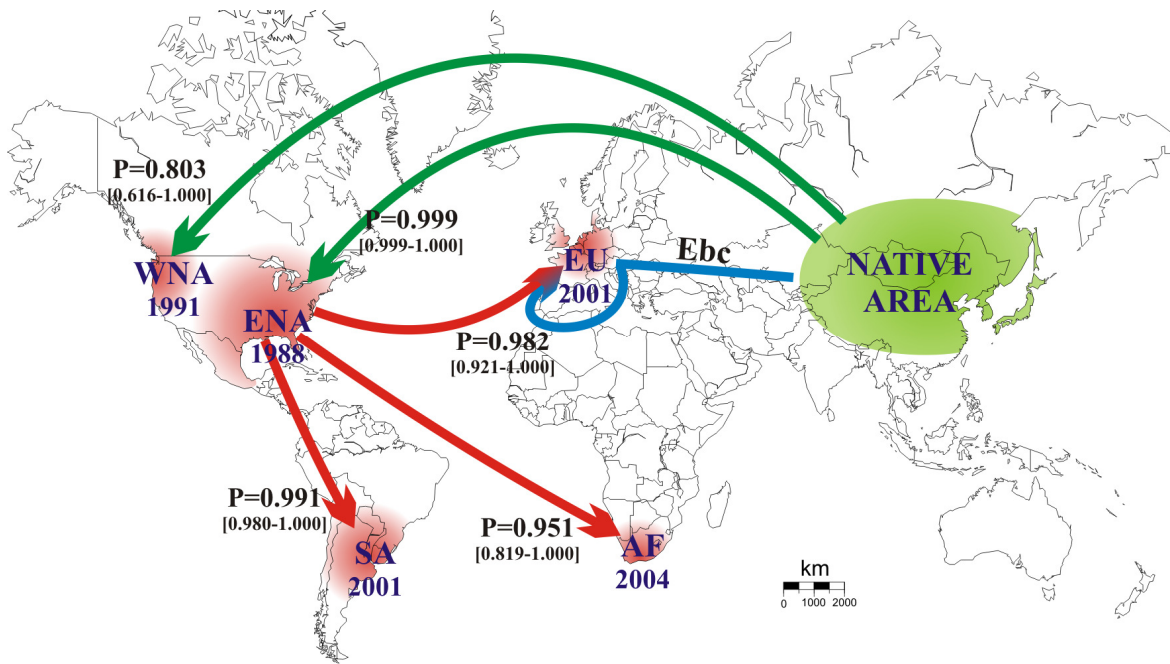 P=0.803
[0.616-1.000]
P=0.999
[0.999-1.000]
WNA
1991
ENA
1988
EU
2001
Ebc
NATIVE
AREA
P=0.982
[0.921-1.000]
P=0.991
[0.980-1.000]
SA
2001
P=0.951
[0.819-1.000]
AF
2004
km
0 1000 2000